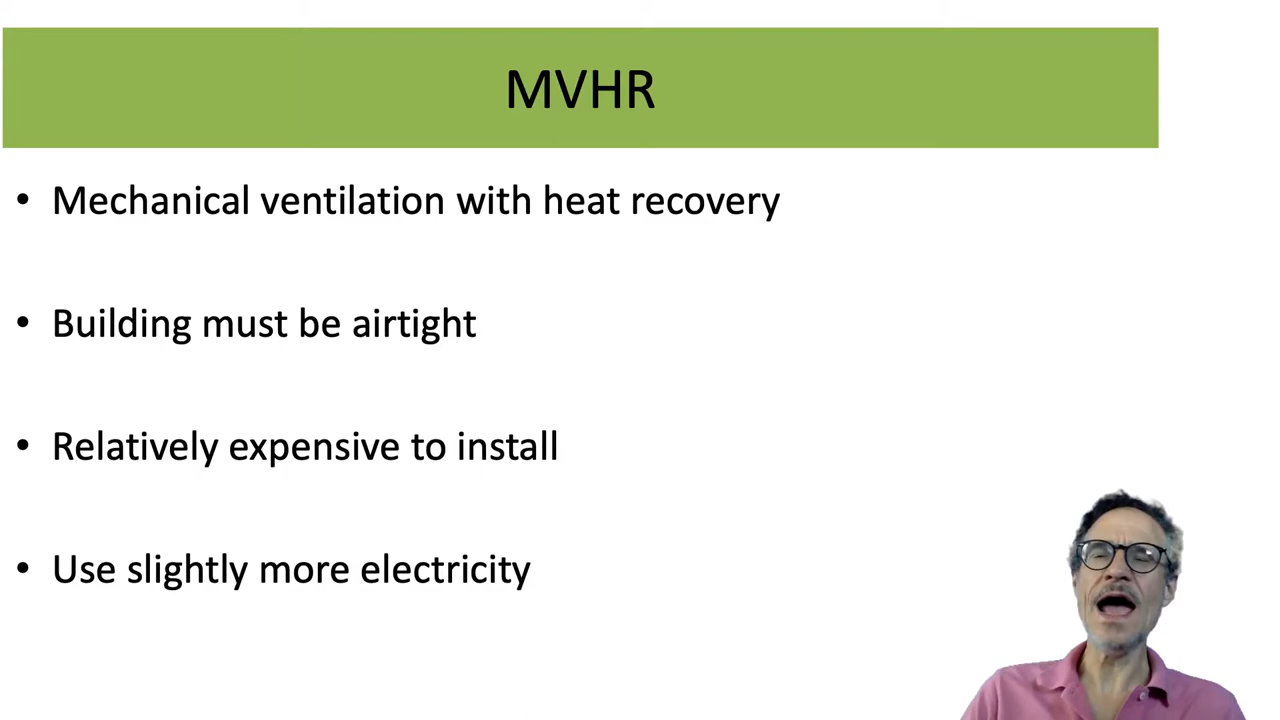 MVHR
• Mechanical ventilation with heat recovery
• Building must be airtight
• Relatively expensive to install
• Use slightly more electricity